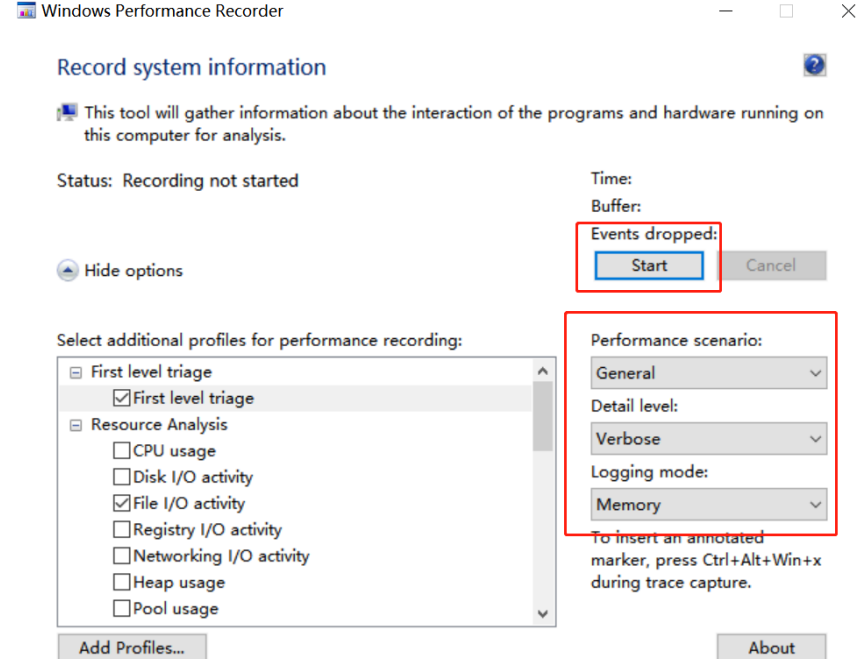 Windows Performance Recorder
Record system information
This tool will gather information about the interaction of the programs and hardware running on
this computer for analysis.
Status: Recording not started
Time:
Buffer:
Events dropped:
Start
Cancel
Hide options
Select additional profiles for performance recording:
First level triage
First level triage
Resource Analysis
CPU usage
Disk I/O activity
File I/O activity
Registry I/O activity
Networking I/O activity
Heap usage
Pool usage
Add Profiles...
Performance scenario:
General
Detail level:
Verbose
Logging mode:
Memory
To insert an annotated
marker, press Ctrl+Alt+Win+x
during trace capture.
About